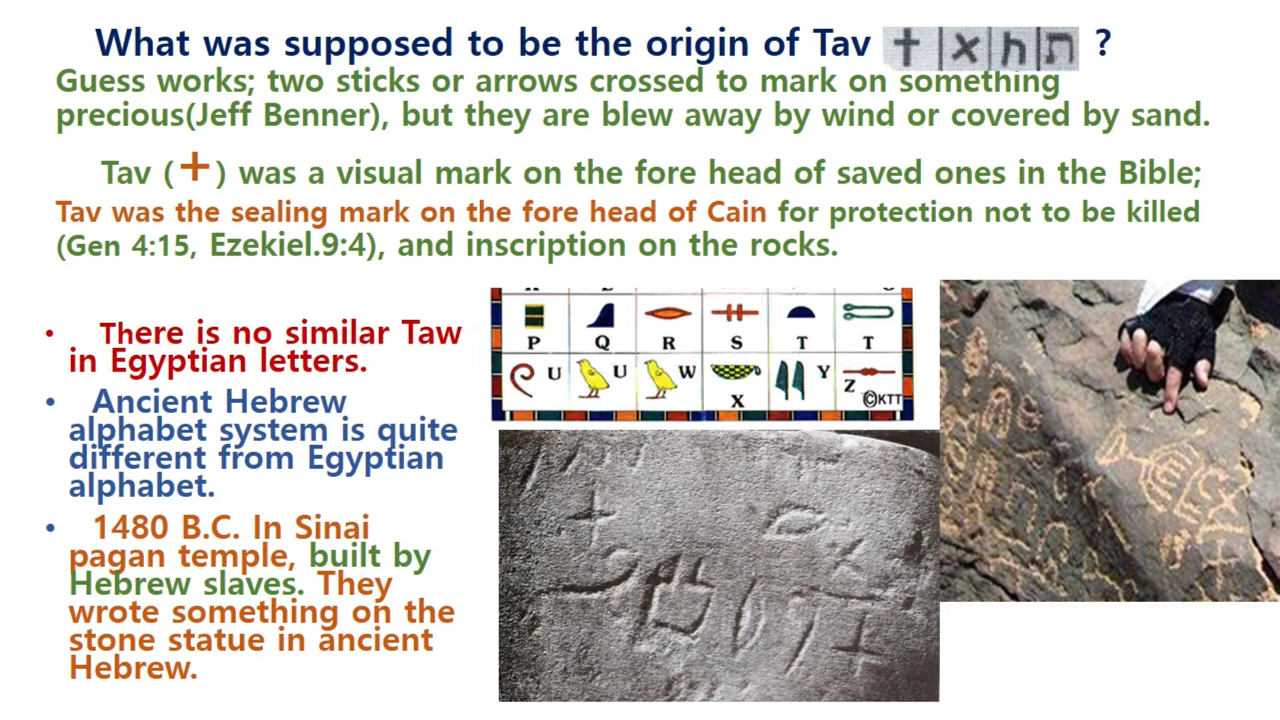 What was supposed to be the origin of Tav ?
Guess works; two sticks or arrows crossed to mark on something
precious(Jeff Benner), but they are blew away by wind or covered by sand.
Tav (+) was a visual mark on the fore head of saved ones in the Bible;
Tav was the sealing mark on the fore head of Cain for protection not to be killed
(Gen 4:15, Ezekiel.9:4), and inscription on the rocks.
• There is no similar Taw
in Egyptian letters.
• Ancient Hebrew
alphabet system is quite
different from Egyptian
alphabet.
• 1480 B.C. In Sinai
pagan temple, built by
Hebrew slaves. They
wrote something on the
stone statue in ancient
Hebrew.
P Q R S T T
U U W X Y Z
©KTT